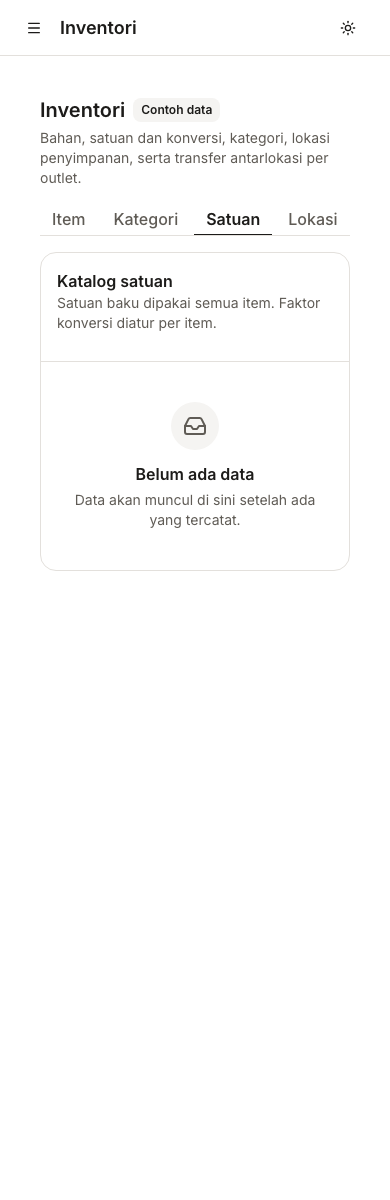 Inventori
Inventori Contoh data
Bahan, satuan dan konversi, kategori, lokasi
penyimpanan, serta transfer antarlokasi per
outlet.
Item Kategori Satuan Lokasi
Katalog satuan
Satuan baku dipakai semua item. Faktor
konversi diatur per item.
Belum ada data
Data akan muncul di sini setelah ada
yang tercatat.